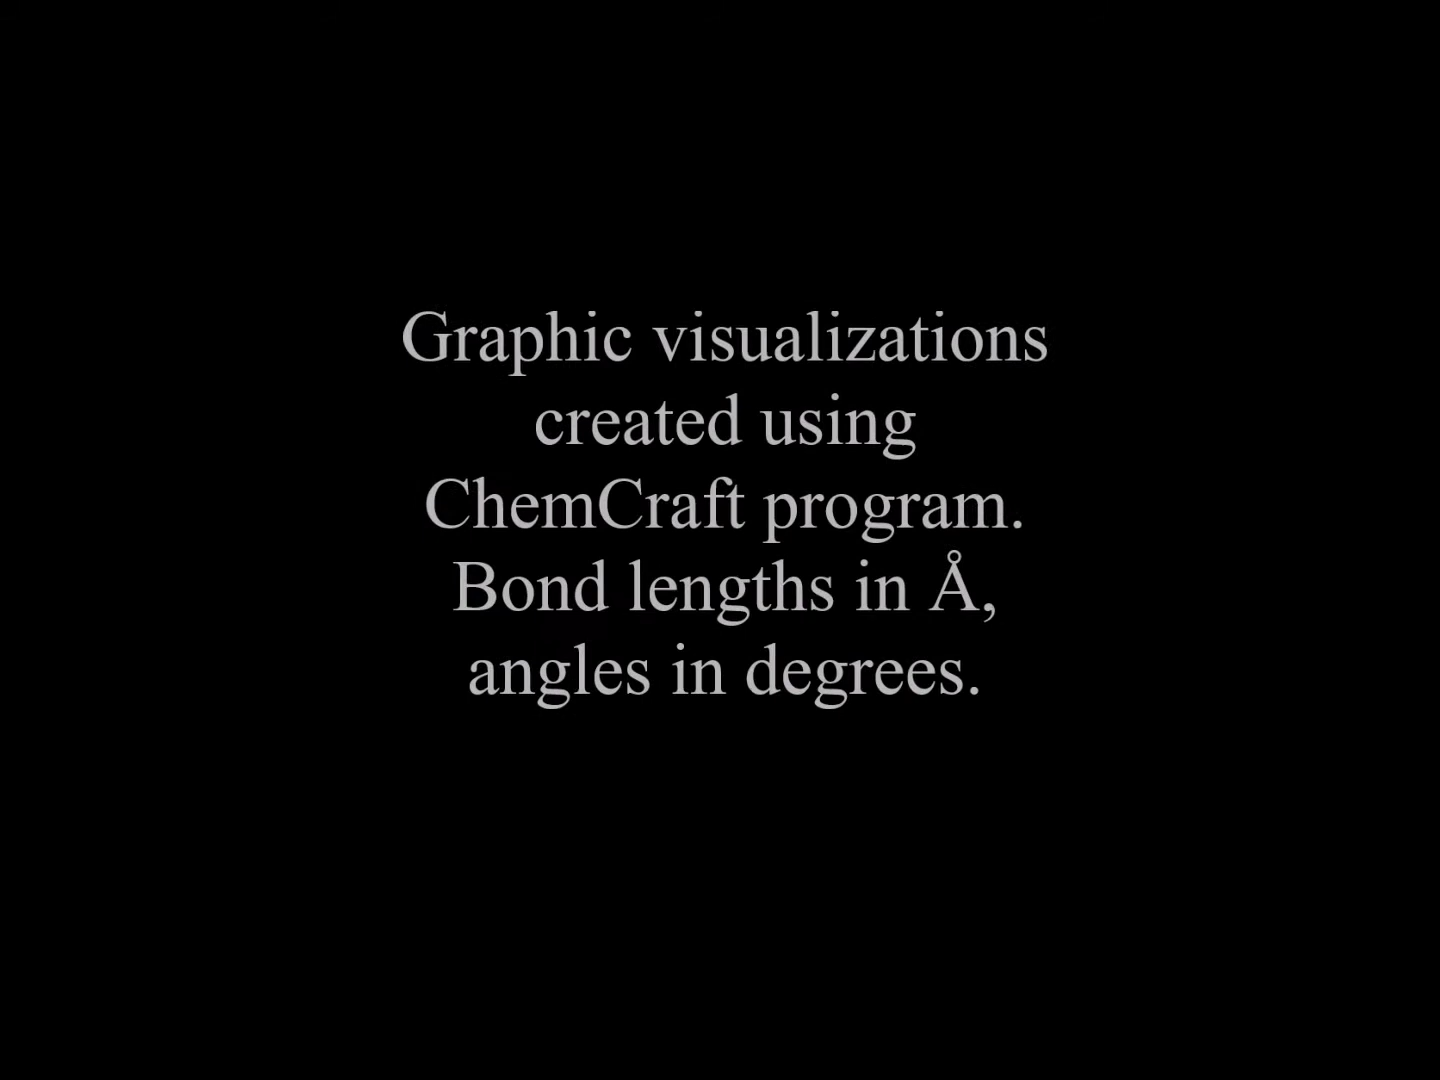 Graphic visualizations
created using
ChemCraft program.
Bond lengths in Å,
angles in degrees.